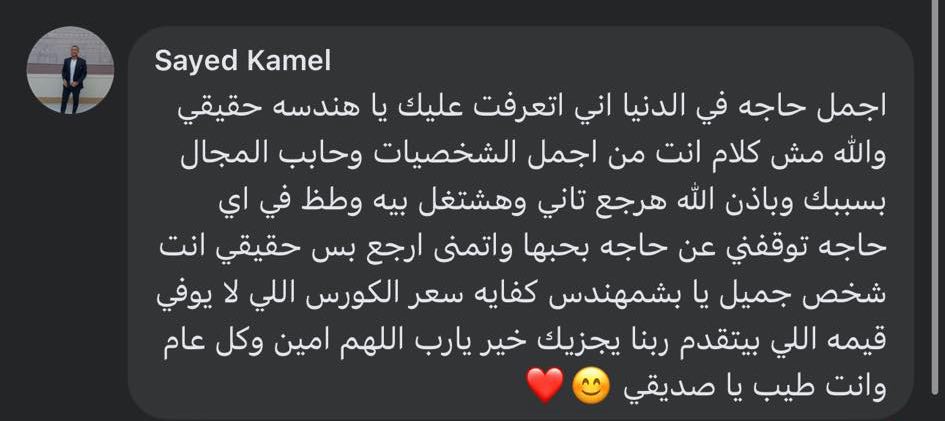 Sayed Kamel
اجمل حاجه في الدنيا اني اتعرفت عليك يا هندسه حقيقي
والله مش كلام انت من اجمل الشخصيات وحابب المجال
بسببك وباذن الله هرجع تاني وهشتغل بيه وطظ في اي
حاجه توقفني عن حاجه بحبها واتمنى ارجع بس حقيقي انت
شخص جميل يا بشمهندس كفايه سعر الكورس اللي لا يوفي
قيمه اللي بيتقدم ربنا يجزيك خير يارب اللهم امين وكل عام
وانت طيب يا صديقي 😊❤️